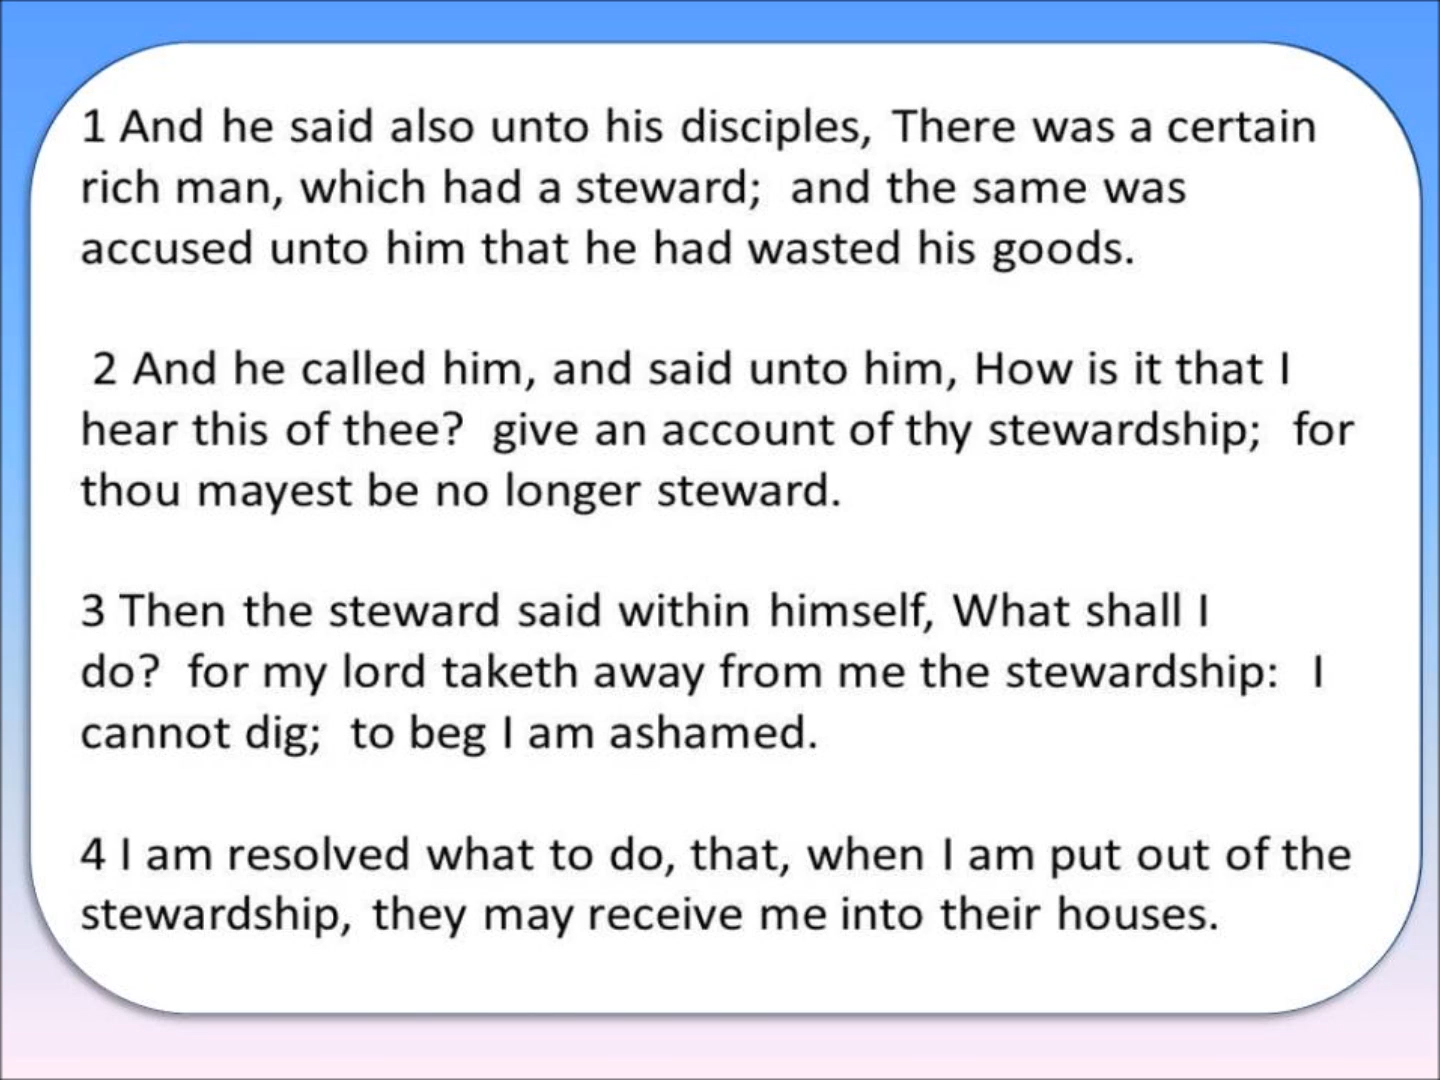 1 And he said also unto his disciples, There was a certain
rich man, which had a steward; and the same was
accused unto him that he had wasted his goods.
2 And he called him, and said unto him, How is it that I
hear this of thee? give an account of thy stewardship; for
thou mayest be no longer steward.
3 Then the steward said within himself, What shall I
do? for my lord taketh away from me the stewardship: I
cannot dig; to beg I am ashamed.
4 I am resolved what to do, that, when I am put out of the
stewardship, they may receive me into their houses.